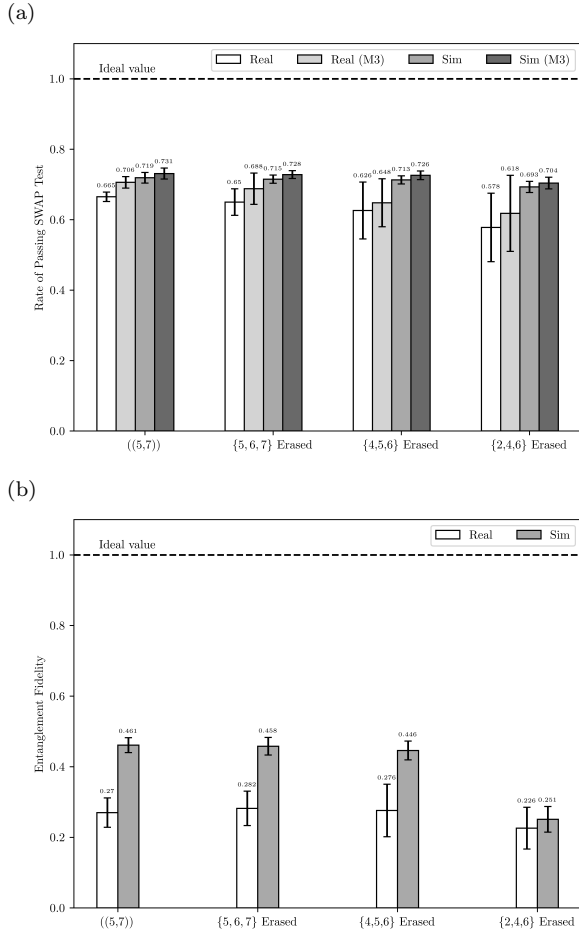 (a)
Ideal value
Real
Real (M3)
Sim
Sim (M3)
Rate of Passing SWAP Test
1.0
0.8
0.6
0.4
0.2
0.0
0.665
0.706
0.719
0.731
0.65
0.688
0.715
0.728
0.626
0.648
0.713
0.726
0.578
0.618
0.693
0.704
((5,7))
{5, 6, 7} Erased
{4,5,6} Erased
{2,4,6} Erased
(b)
Ideal value
Real
Sim
Entanglement Fidelity
1.0
0.8
0.6
0.4
0.2
0.0
0.27
0.461
0.282
0.458
0.276
0.446
0.226
0.251
((5,7))
{5, 6, 7} Erased
{4,5,6} Erased
{2,4,6} Erased